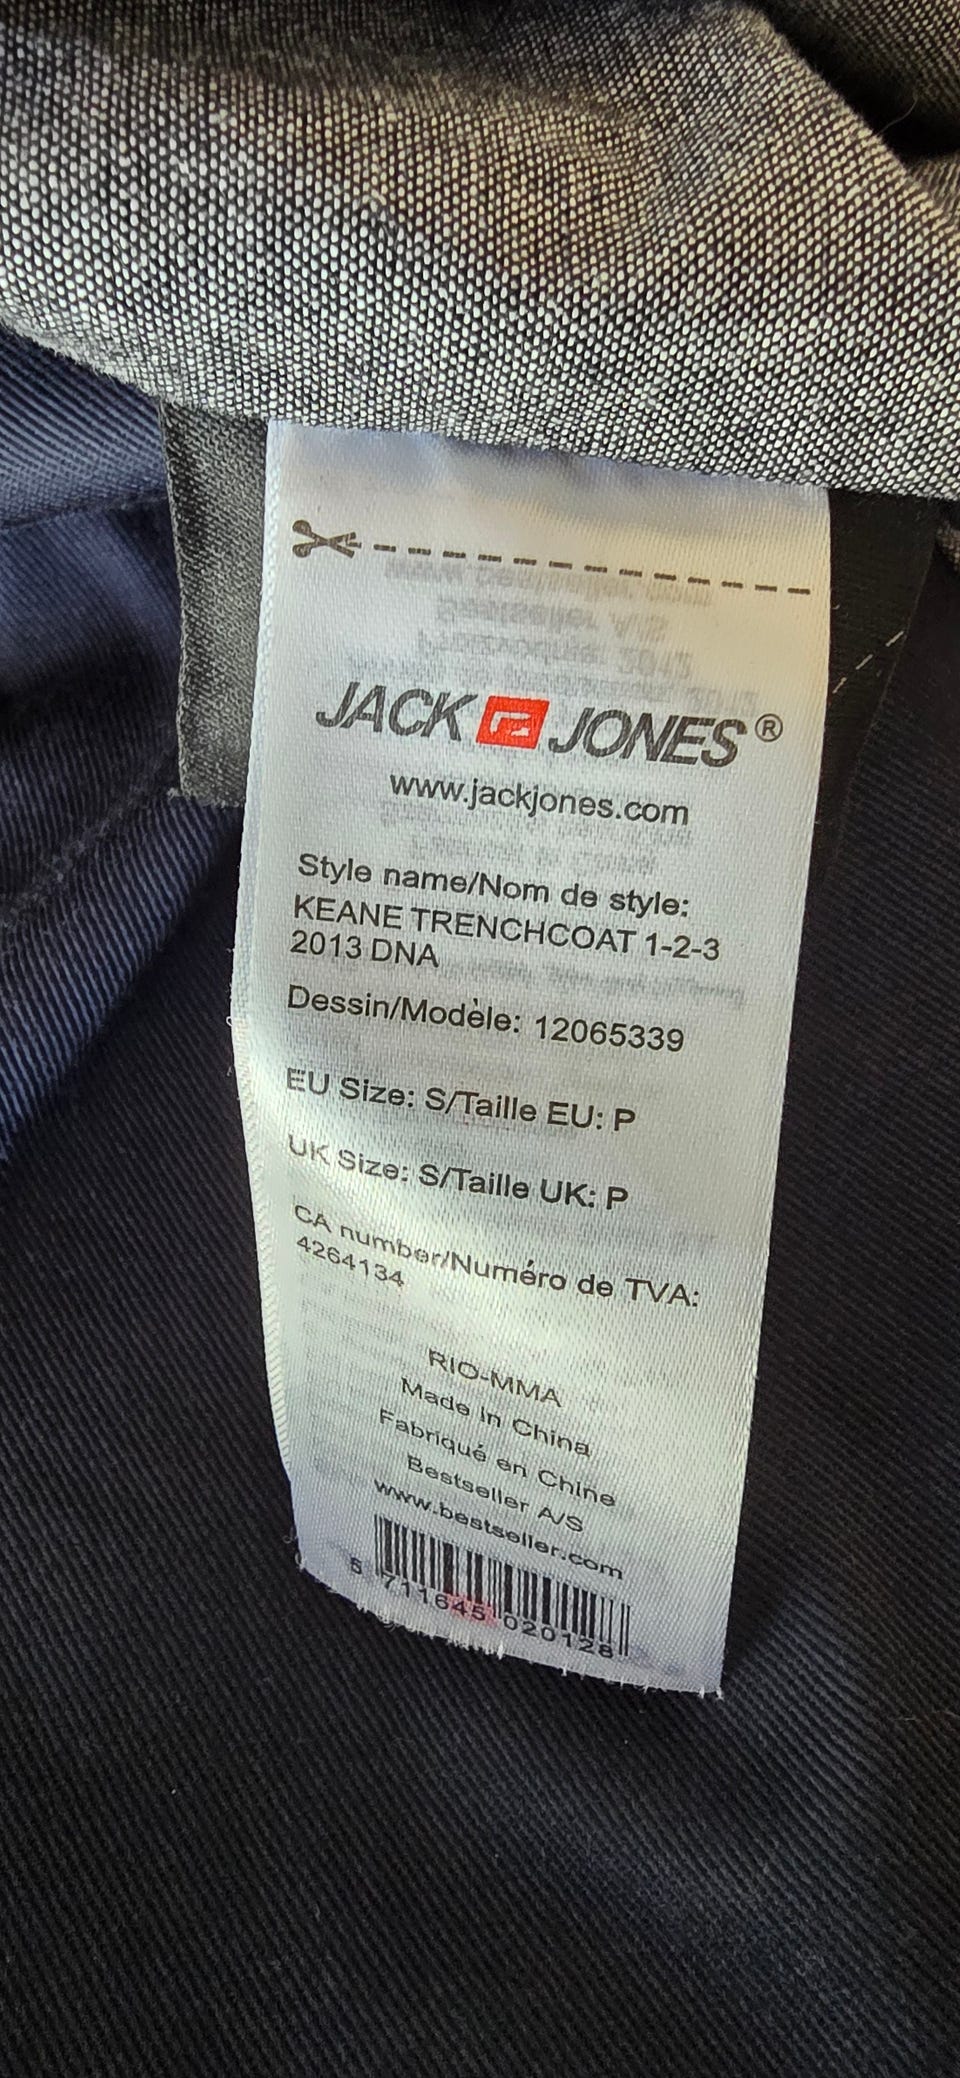 JACK JONES®
www.jackjones.com
Style name/Nom de style:
KEANE TRENCHCOAT 1-2-3
2013 DNA
Dessin/Modèle: 12065339
EU Size: S/Taille EU: P
UK Size: S/Taille UK: P
CA number/Numéro de TVA:
4264134
RIO-MMA
Made in China
Fabriqué en Chine
Bestseller A/S
www.bestseller.com
5 711645 020128